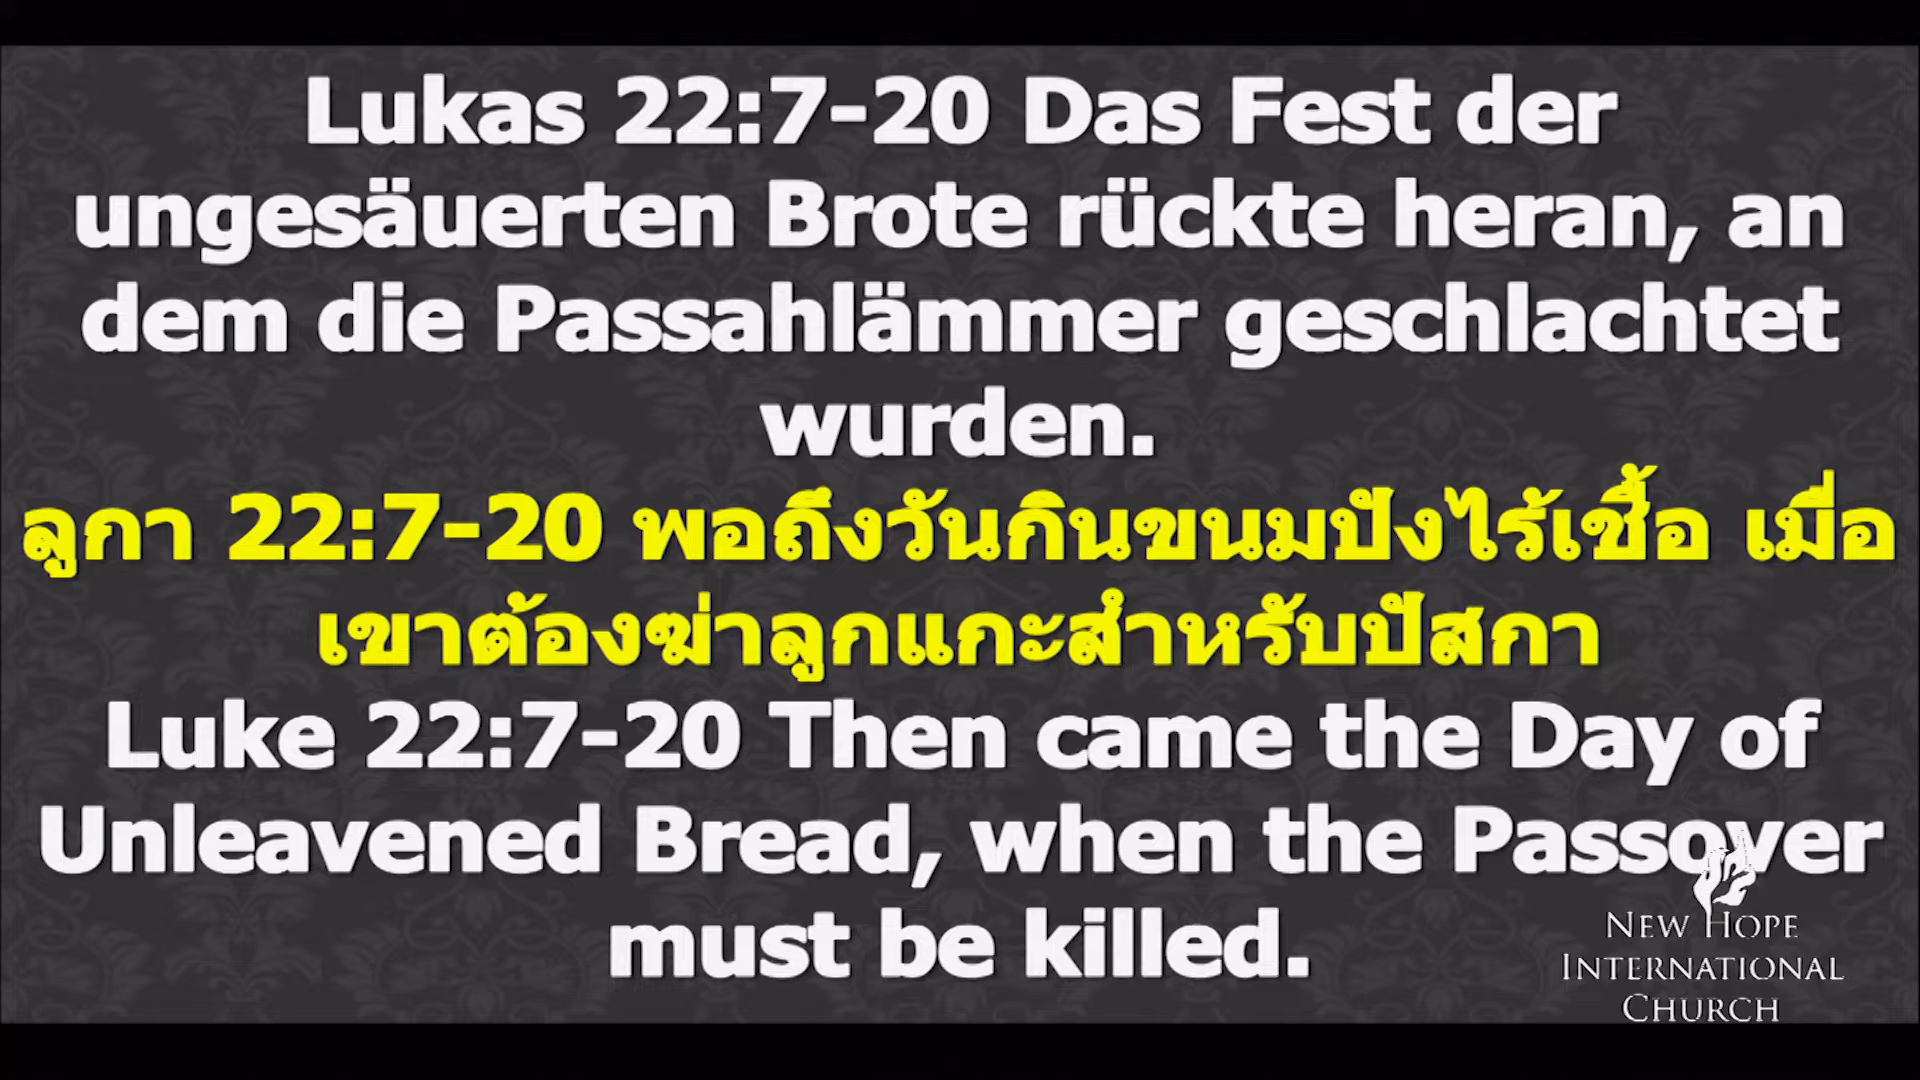 Lukas 22:7-20 Das Fest der
ungesäuerten Brote rückte heran, an
dem die Passahlämmer geschlachtet
wurden.
ลูกา 22:7-20 พอถึงวันกินขนมปังไร้เชื้อ เมื่อ
เขาต้องฆ่าลูกแกะสำหรับปัสกา
Luke 22:7-20 Then came the Day of
Unleavened Bread, when the Passover
must be killed.
NEW HOPE
INTERNATIONAL
CHURCH